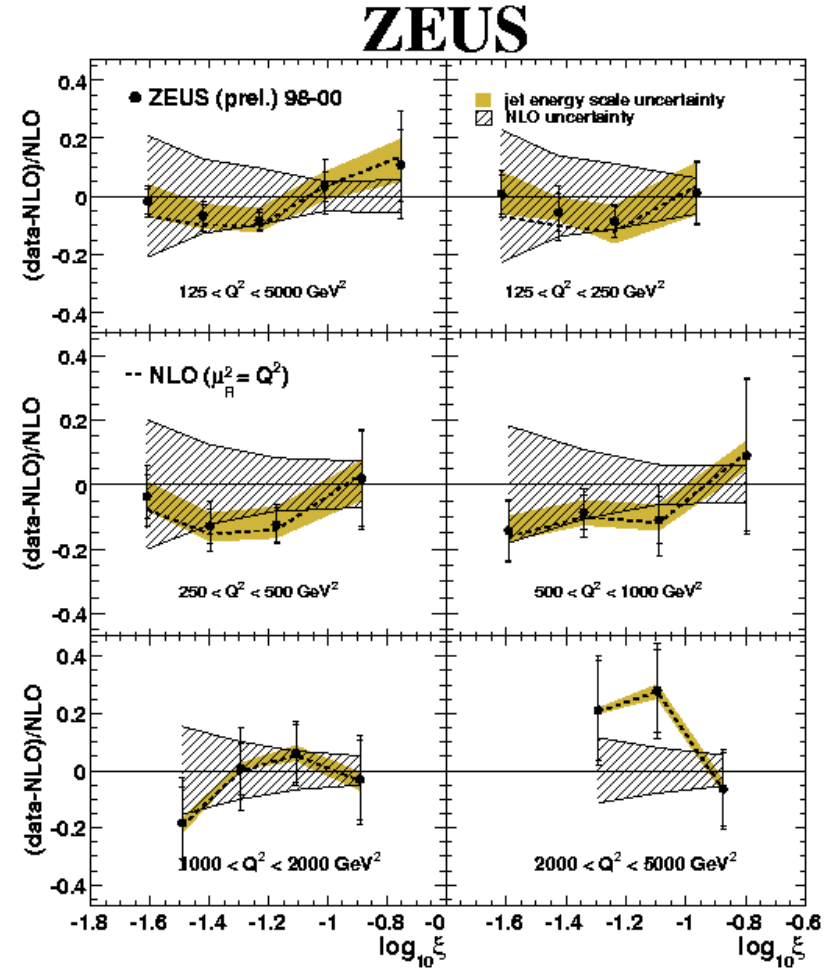 ZEUS
(data-NLO)/NLO
0.4
0.2
0
-0.2
-0.4
ZEUS (prel.) 98-00
125 < Q² < 5000 GeV²
jet energy scale uncertainty
NLO uncertainty
125 < Q² < 250 GeV²
(data-NLO)/NLO
0.4
0.2
0
-0.2
-0.4
-- NLO (μ²_R = Q²)
250 < Q² < 500 GeV²
500 < Q² < 1000 GeV²
(data-NLO)/NLO
0.4
0.2
0
-0.2
-0.4
1000 < Q² < 2000 GeV²
2000 < Q² < 5000 GeV²
-1.8 -1.6 -1.4 -1.2 -1 -0.8 -0 -1.6 -1.4 -1.2 -1 -0.8 -0.6
log₁₀ξ log₁₀ξ